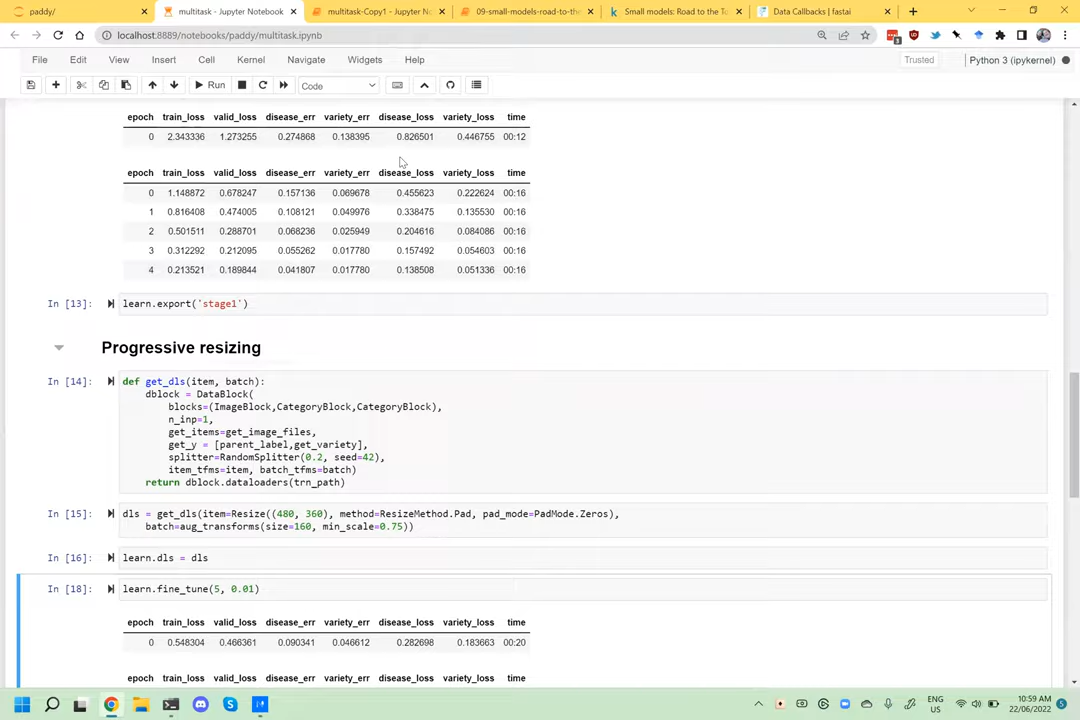 paddy/
multitask - Jupyter Notebook
multitask-Copy1 - Jupyter No
09-small-models-road-to-the
Small models: Road to the To
Data Callbacks | fastai
localhost:8889/notebooks/paddy/multitask.ipynb
File Edit View Insert Cell Kernel Navigate Widgets Help
Trusted
Python 3 (ipykernel)
Run
Code
epoch train_loss valid_loss disease_err variety_err disease_loss variety_loss time
0 2.343336 1.273255 0.274868 0.138395 0.826501 0.446755 00:12
epoch train_loss valid_loss disease_err variety_err disease_loss variety_loss time
0 1.148872 0.678247 0.157136 0.069678 0.455623 0.222624 00:16
1 0.816408 0.474005 0.108121 0.049976 0.338475 0.135530 00:16
2 0.501511 0.288701 0.068236 0.025949 0.204616 0.084086 00:16
3 0.312292 0.212095 0.055262 0.017780 0.157492 0.054603 00:16
4 0.213521 0.189844 0.041807 0.017780 0.138508 0.051336 00:16
In [13]: learn.export('stage1')
Progressive resizing
In [14]: def get_dls(item, batch):
dblock = DataBlock(
blocks=(ImageBlock,CategoryBlock,CategoryBlock),
n_inp=1,
get_items=get_image_files,
get_y = [parent_label,get_variety],
splitter=RandomSplitter(0.2, seed=42),
item_tfms=item, batch_tfms=batch)
return dblock.dataloaders(trn_path)
In [15]: dls = get_dls(item=Resize((480, 360), method=ResizeMethod.Pad, pad_mode=PadMode.Zeros),
batch=aug_transforms(size=160, min_scale=0.75))
In [16]: learn.dls = dls
In [18]: learn.fine_tune(5, 0.01)
epoch train_loss valid_loss disease_err variety_err disease_loss variety_loss time
0 0.548304 0.466361 0.090341 0.046612 0.282698 0.183663 00:20
epoch train_loss valid_loss disease_err variety_err disease_loss variety_loss time
ENG
US
10:59 AM
22/06/2022